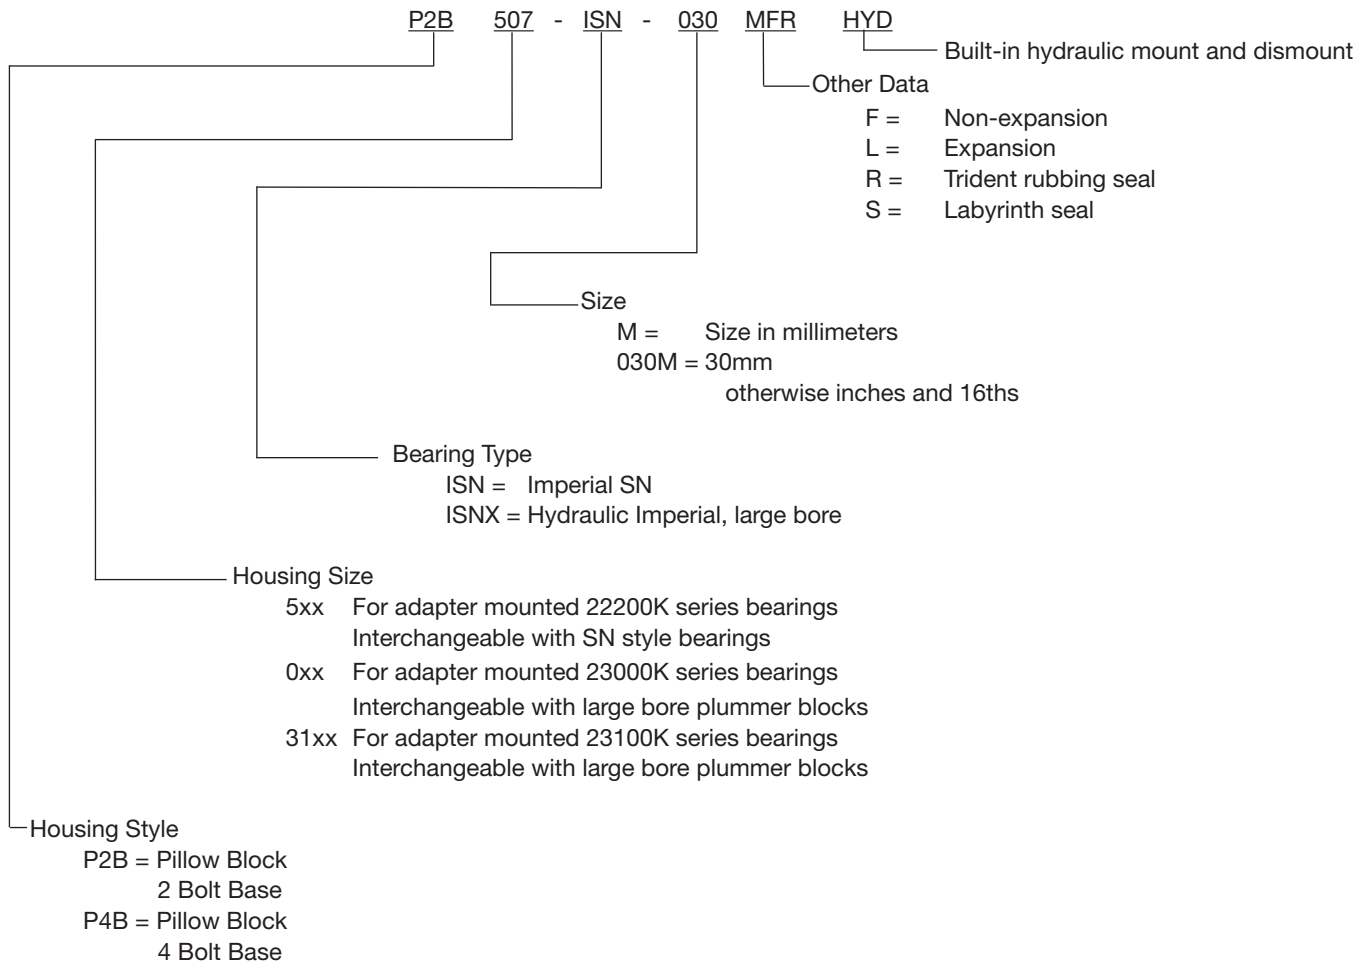 P2B 507 - ISN - 030 MFR HYD
Built-in hydraulic mount and dismount
Other Data
F = Non-expansion
L = Expansion
R = Trident rubbing seal
S = Labyrinth seal
Size
M = Size in millimeters
030M = 30mm
otherwise inches and 16ths
Bearing Type
ISN = Imperial SN
ISNX = Hydraulic Imperial, large bore
Housing Size
5xx For adapter mounted 22200K series bearings
Interchangeable with SN style bearings
0xx For adapter mounted 23000K series bearings
Interchangeable with large bore plummer blocks
31xx For adapter mounted 23100K series bearings
Interchangeable with large bore plummer blocks
Housing Style
P2B = Pillow Block
2 Bolt Base
P4B = Pillow Block
4 Bolt Base